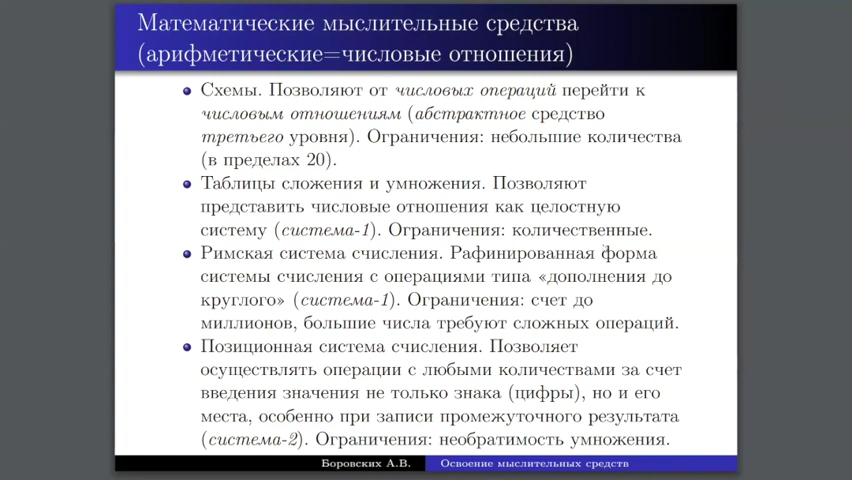 Математические мыслительные средства
(арифметические=числовые отношения)
Схемы. Позволяют от числовых операций перейти к
числовым отношениям (абстрактное средство
третьего уровня). Ограничения: небольшие количества
(в пределах 20).
Таблицы сложения и умножения. Позволяют
представить числовые отношения как целостную
систему (система-1). Ограничения: количественные.
Римская система счисления. Рафинированная форма
системы счисления с операциями типа «дополнения до
круглого» (система-1). Ограничения: счет до
миллионов, большие числа требуют сложных операций.
Позиционная система счисления. Позволяет
осуществлять операции с любыми количествами за счет
введения значения не только знака (цифры), но и его
места, особенно при записи промежуточного результата
(система-2). Ограничения: необратимость умножения.
Боровских А.В. Освоение мыслительных средств